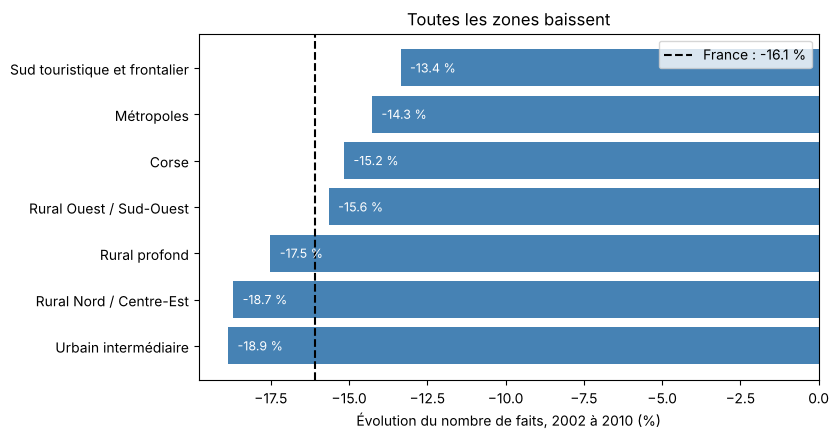 Toutes les zones baissent
France : -16.1 %
Sud touristique et frontalier
-13.4 %
Métropoles
-14.3 %
Corse
-15.2 %
Rural Ouest / Sud-Ouest
-15.6 %
Rural profond
-17.5 %
Rural Nord / Centre-Est
-18.7 %
Urbain intermédiaire
-18.9 %
−17.5 −15.0 −12.5 −10.0 −7.5 −5.0 −2.5 0.0
Évolution du nombre de faits, 2002 à 2010 (%)